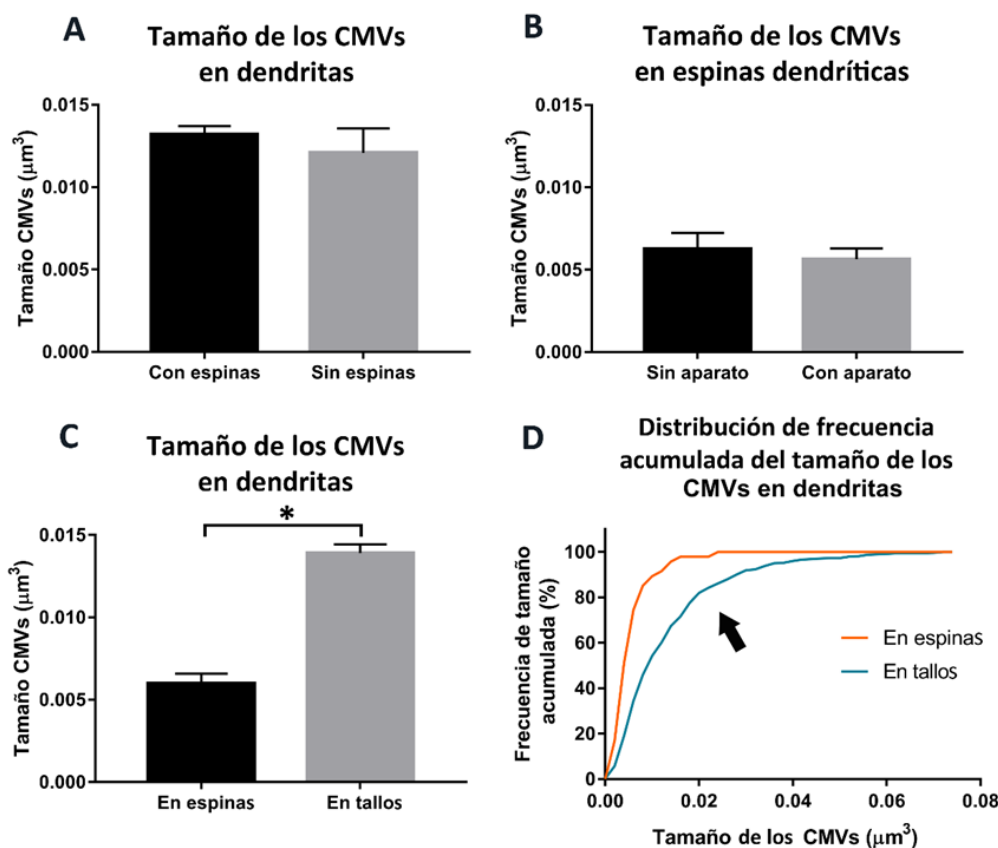 A
Tamaño de los CMVs
en dendritas
Tamaño CMVs (μm³)
0.015
0.010
0.005
0.000
Con espinas
Sin espinas
B
Tamaño de los CMVs
en espinas dendríticas
Tamaño CMVs (μm³)
0.015
0.010
0.005
0.000
Sin aparato
Con aparato
C
Tamaño de los CMVs
en dendritas
*
Tamaño CMVs (μm³)
0.015
0.010
0.005
0.000
En espinas
En tallos
D
Distribución de frecuencia
acumulada del tamaño de los
CMVs en dendritas
Frecuencia de tamaño
acumulada (%)
100
80
60
40
20
0
En espinas
En tallos
0.00
0.02
0.04
0.06
0.08
Tamaño de los CMVs (μm³)